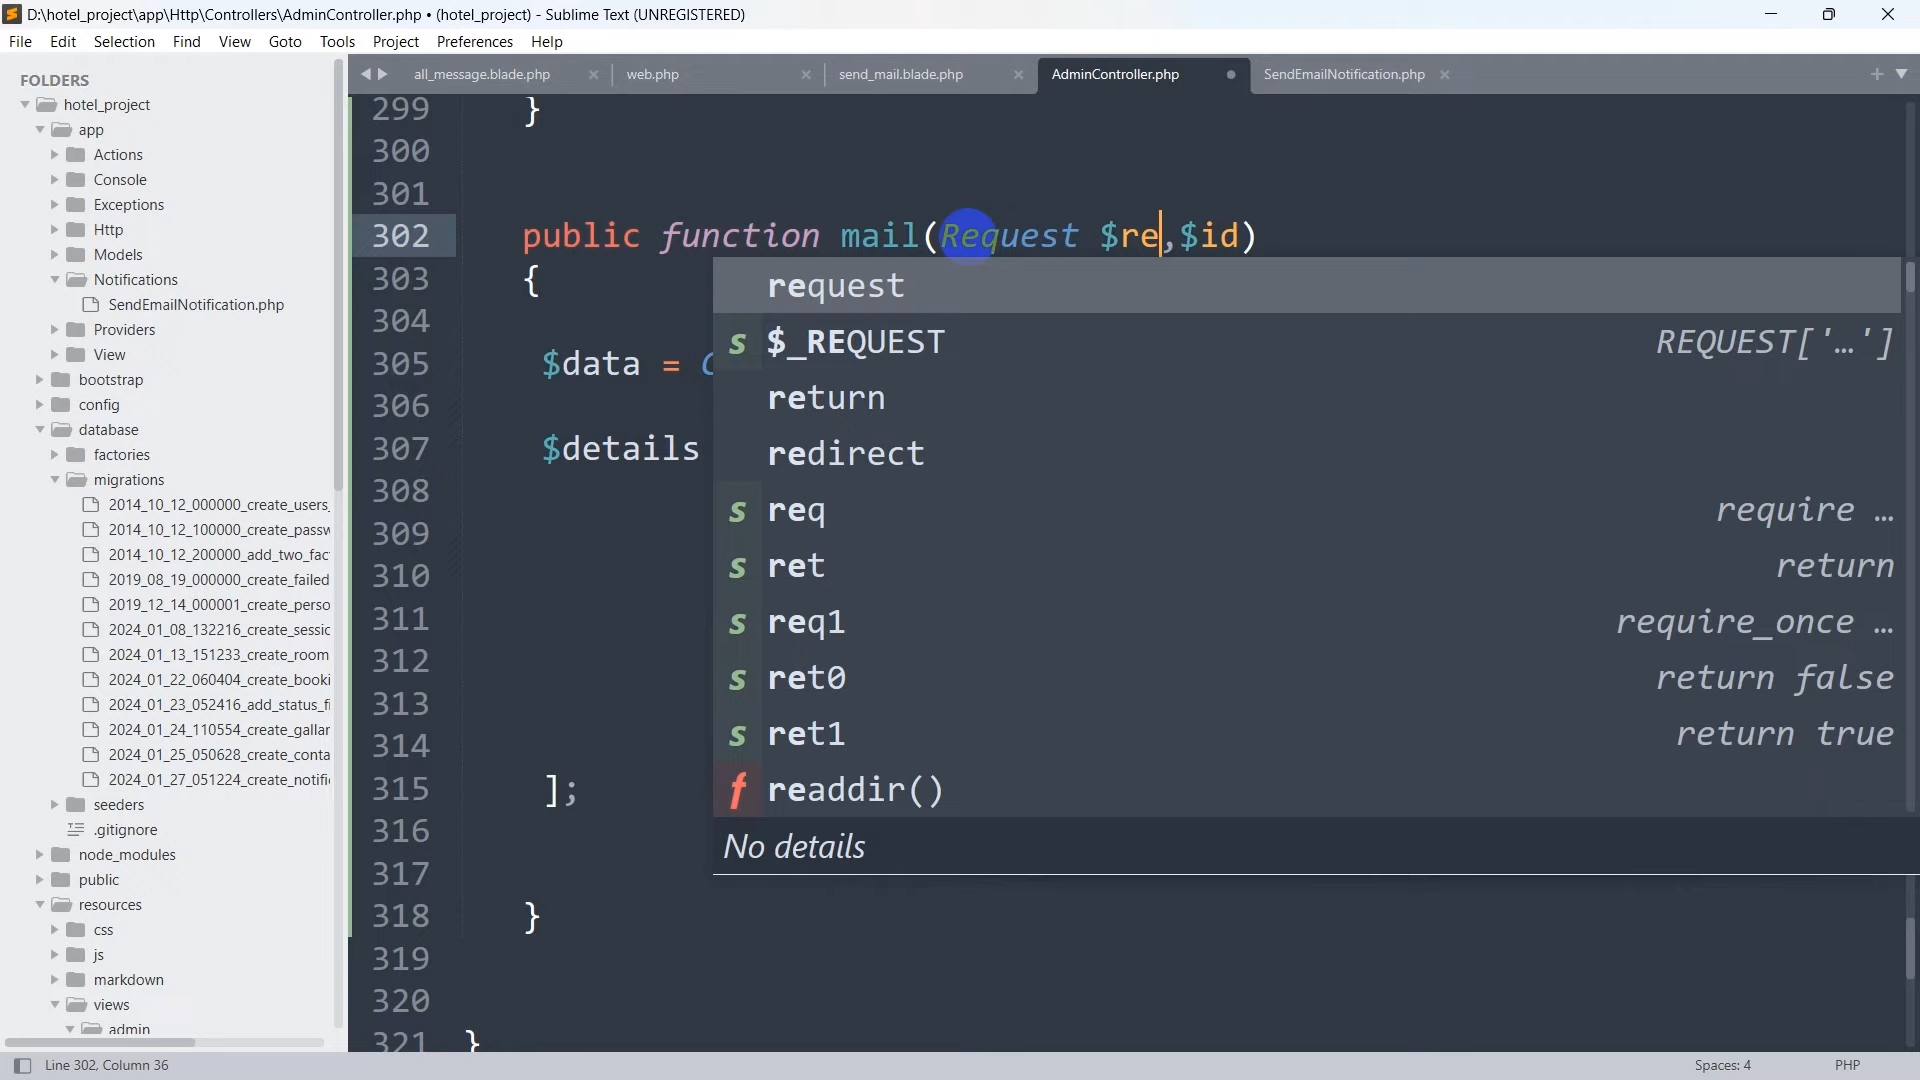 D:\hotel_project\app\Http\Controllers\AdminController.php • (hotel_project) - Sublime Text (UNREGISTERED)
File Edit Selection Find View Goto Tools Project Preferences Help
FOLDERS
hotel_project
app
Actions
Console
Exceptions
Http
Models
Notifications
SendEmailNotification.php
Providers
View
bootstrap
config
database
factories
migrations
2014_10_12_000000_create_users_
2014_10_12_100000_create_passw
2014_10_12_200000_add_two_fac
2019_08_19_000000_create_failed
2019_12_14_000001_create_perso
2024_01_08_132216_create_sessic
2024_01_13_151233_create_room
2024_01_22_060404_create_booki
2024_01_23_052416_add_status_fi
2024_01_24_110554_create_gallar
2024_01_25_050628_create_conta
2024_01_27_051224_create_notifi
seeders
.gitignore
node_modules
public
resources
css
js
markdown
views
admin
all_message.blade.php web.php send_mail.blade.php AdminController.php SendEmailNotification.php
299 }
300
301
302 public function mail(Request $re,$id)
303 {
304
305 $data =
306
307 $details
308
309
310
311
312
313
314
315 ];
316
317
318 }
319
320
321 }
request
s $_REQUEST REQUEST['…']
return
redirect
s req require …
s ret return
s req1 require_once …
s ret0 return false
s ret1 return true
f readdir()
No details
Line 302, Column 36 Spaces: 4 PHP